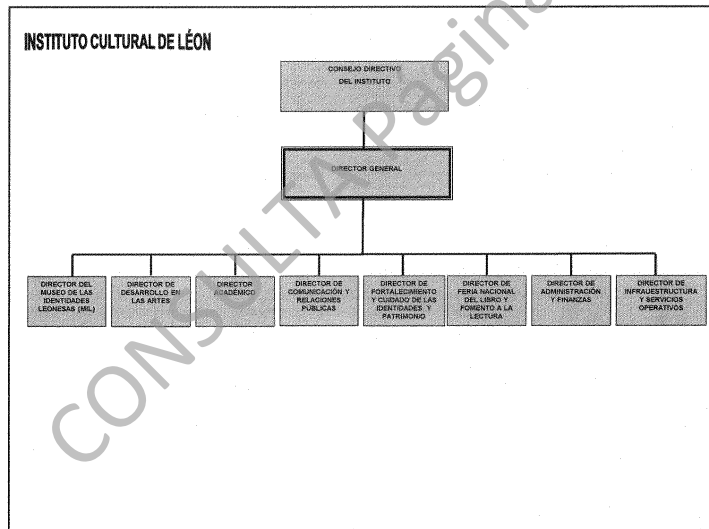 INSTITUTO CULTURAL DE LÉON
CONSEJO DIRECTIVO
DEL INSTITUTO
DIRECTOR GENERAL
DIRECTOR DEL
MUSEO DE LAS
IDENTIDADES
LEONESAS (MIL)
DIRECTOR DE
DESARROLLO EN
LAS ARTES
DIRECTOR
ACADÉMICO
DIRECTOR DE
COMUNICACIÓN Y
RELACIONES
PÚBLICAS
DIRECTOR DE
FORTALECIMIENTO
Y CUIDADO DE LAS
IDENTIDADES Y
PATRIMONIO
DIRECTOR DE
FERIA NACIONAL
DEL LIBRO Y
FOMENTO A LA
LECTURA
DIRECTOR DE
ADMINISTRACIÓN
Y FINANZAS
DIRECTOR DE
INFRAUESTRUCTURA
Y SERVICIOS
OPERATIVOS
CONSULTA Página